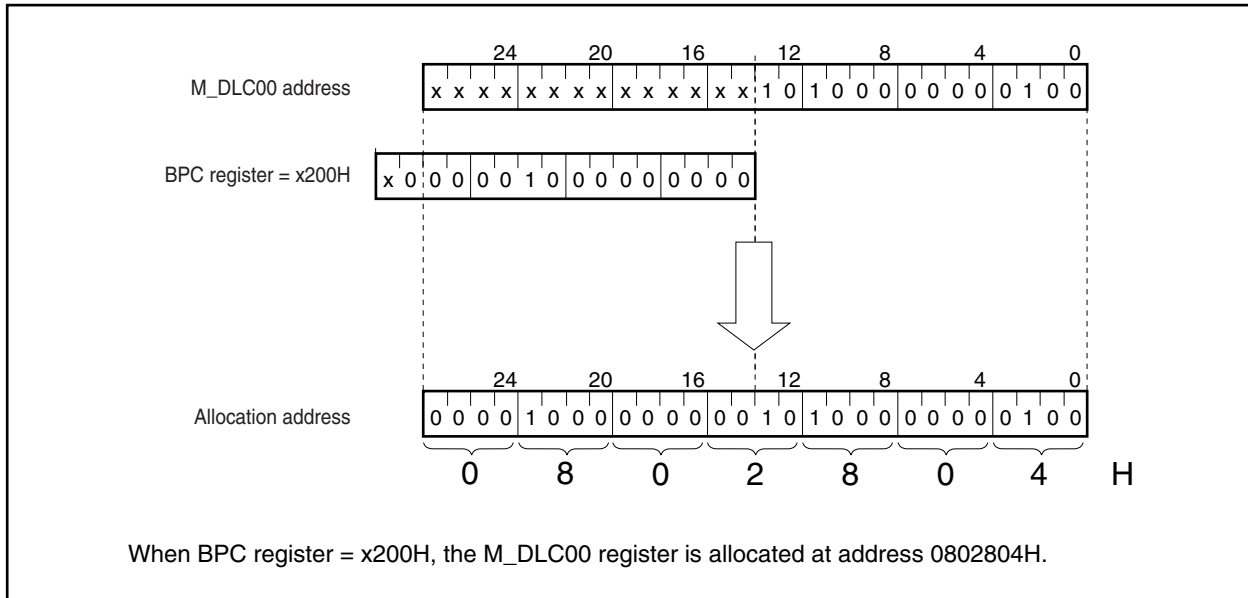 24 20 16 12 8 4 0
M_DLC00 address x x x x x x x x x x x x x x 1 0 1 0 0 0 0 0 0 0 0 1 0 0
BPC register = x200H x 0 0 0 0 0 1 0 0 0 0 0 0 0 0 0
24 20 16 12 8 4 0
Allocation address 0 0 0 0 1 0 0 0 0 0 0 0 0 0 1 0 1 0 0 0 0 0 0 0 0 1 0 0
0 8 0 2 8 0 4 H
When BPC register = x200H, the M_DLC00 register is allocated at address 0802804H.